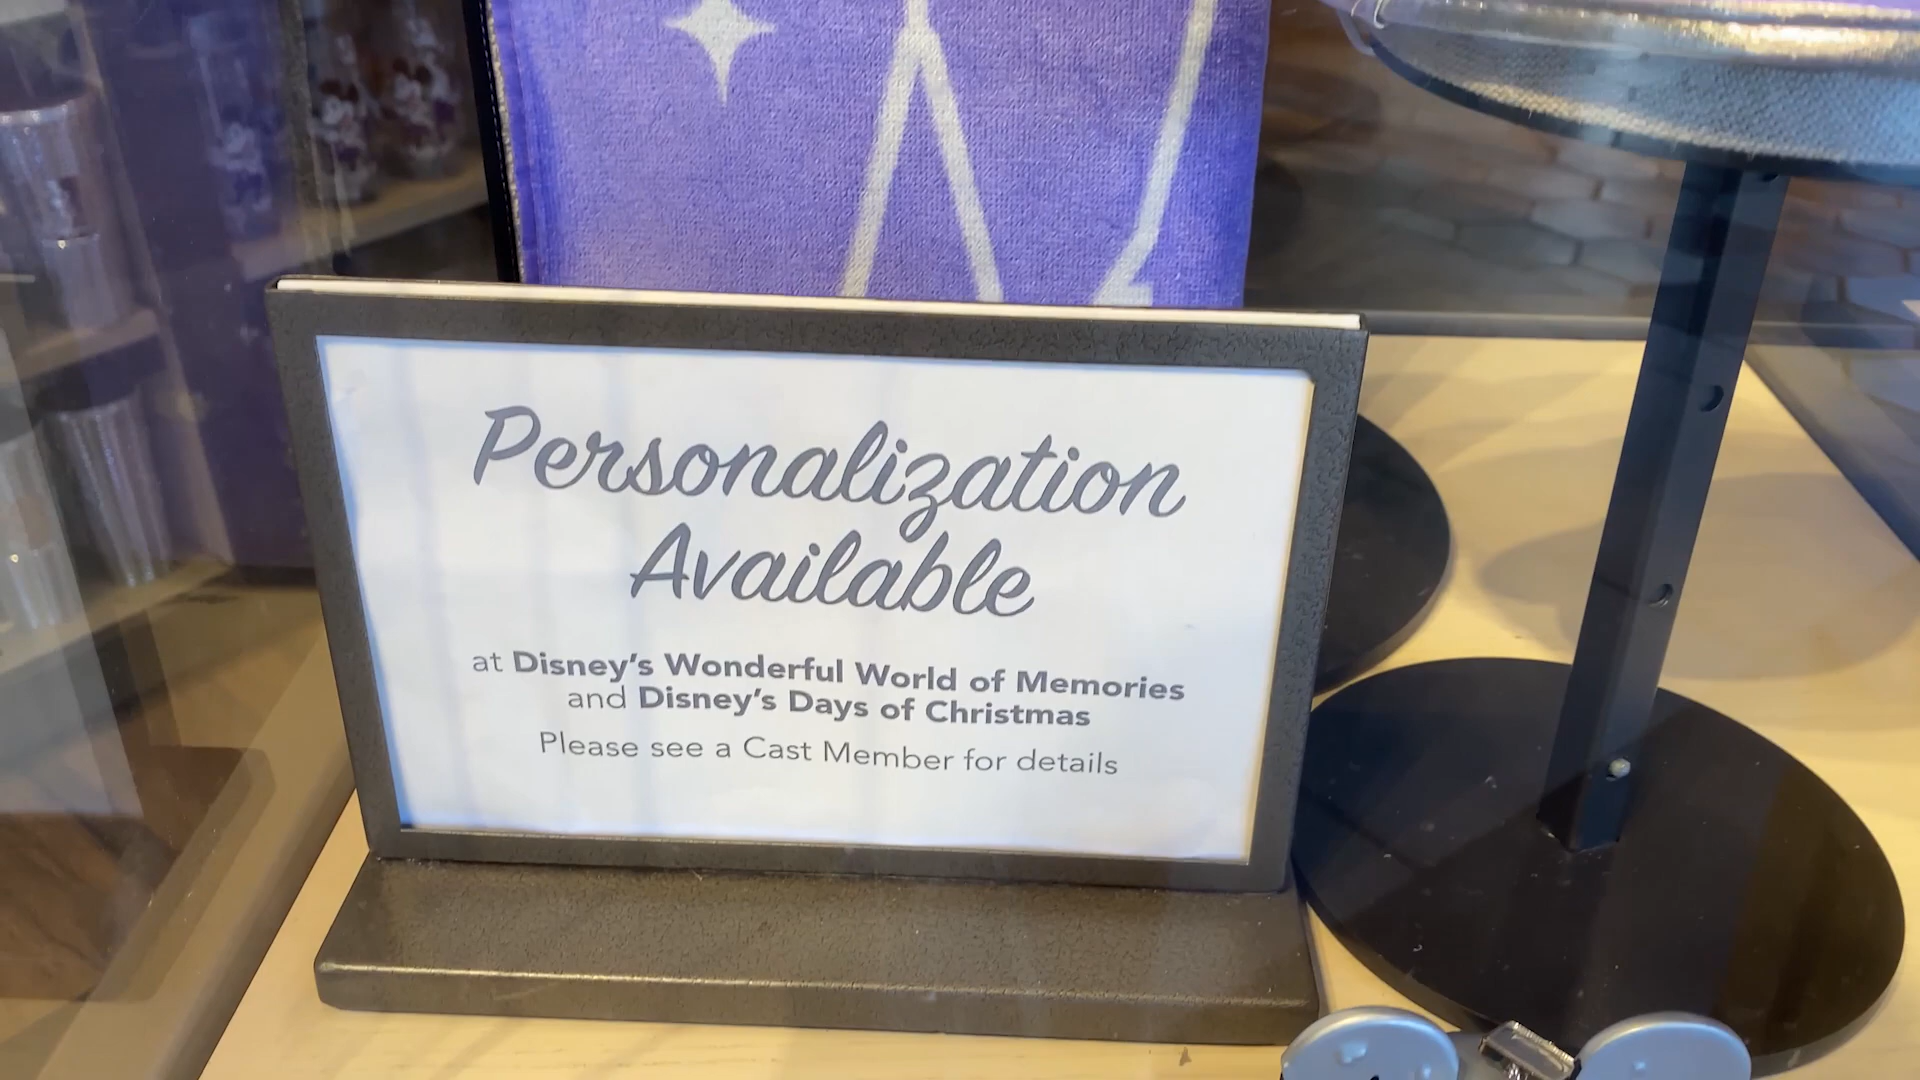 Personalization
Available
at Disney's Wonderful World of Memories
and Disney's Days of Christmas
Please see a Cast Member for details